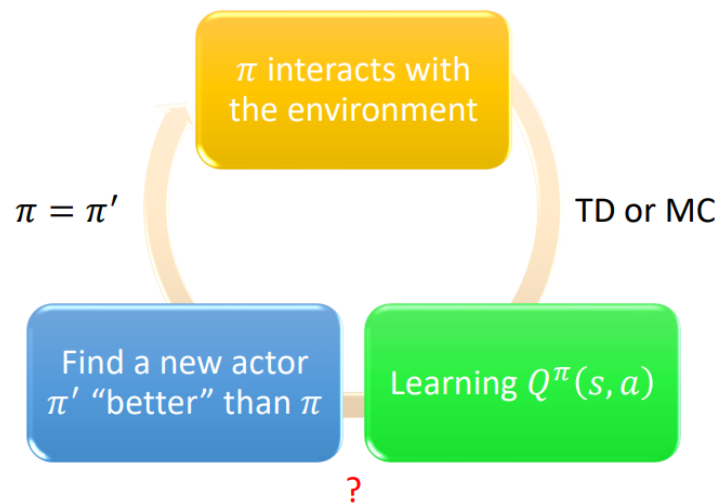 π interacts with
the environment
π = π′
TD or MC
Find a new actor
π′ “better” than π
Learning Q^π(s, a)
?